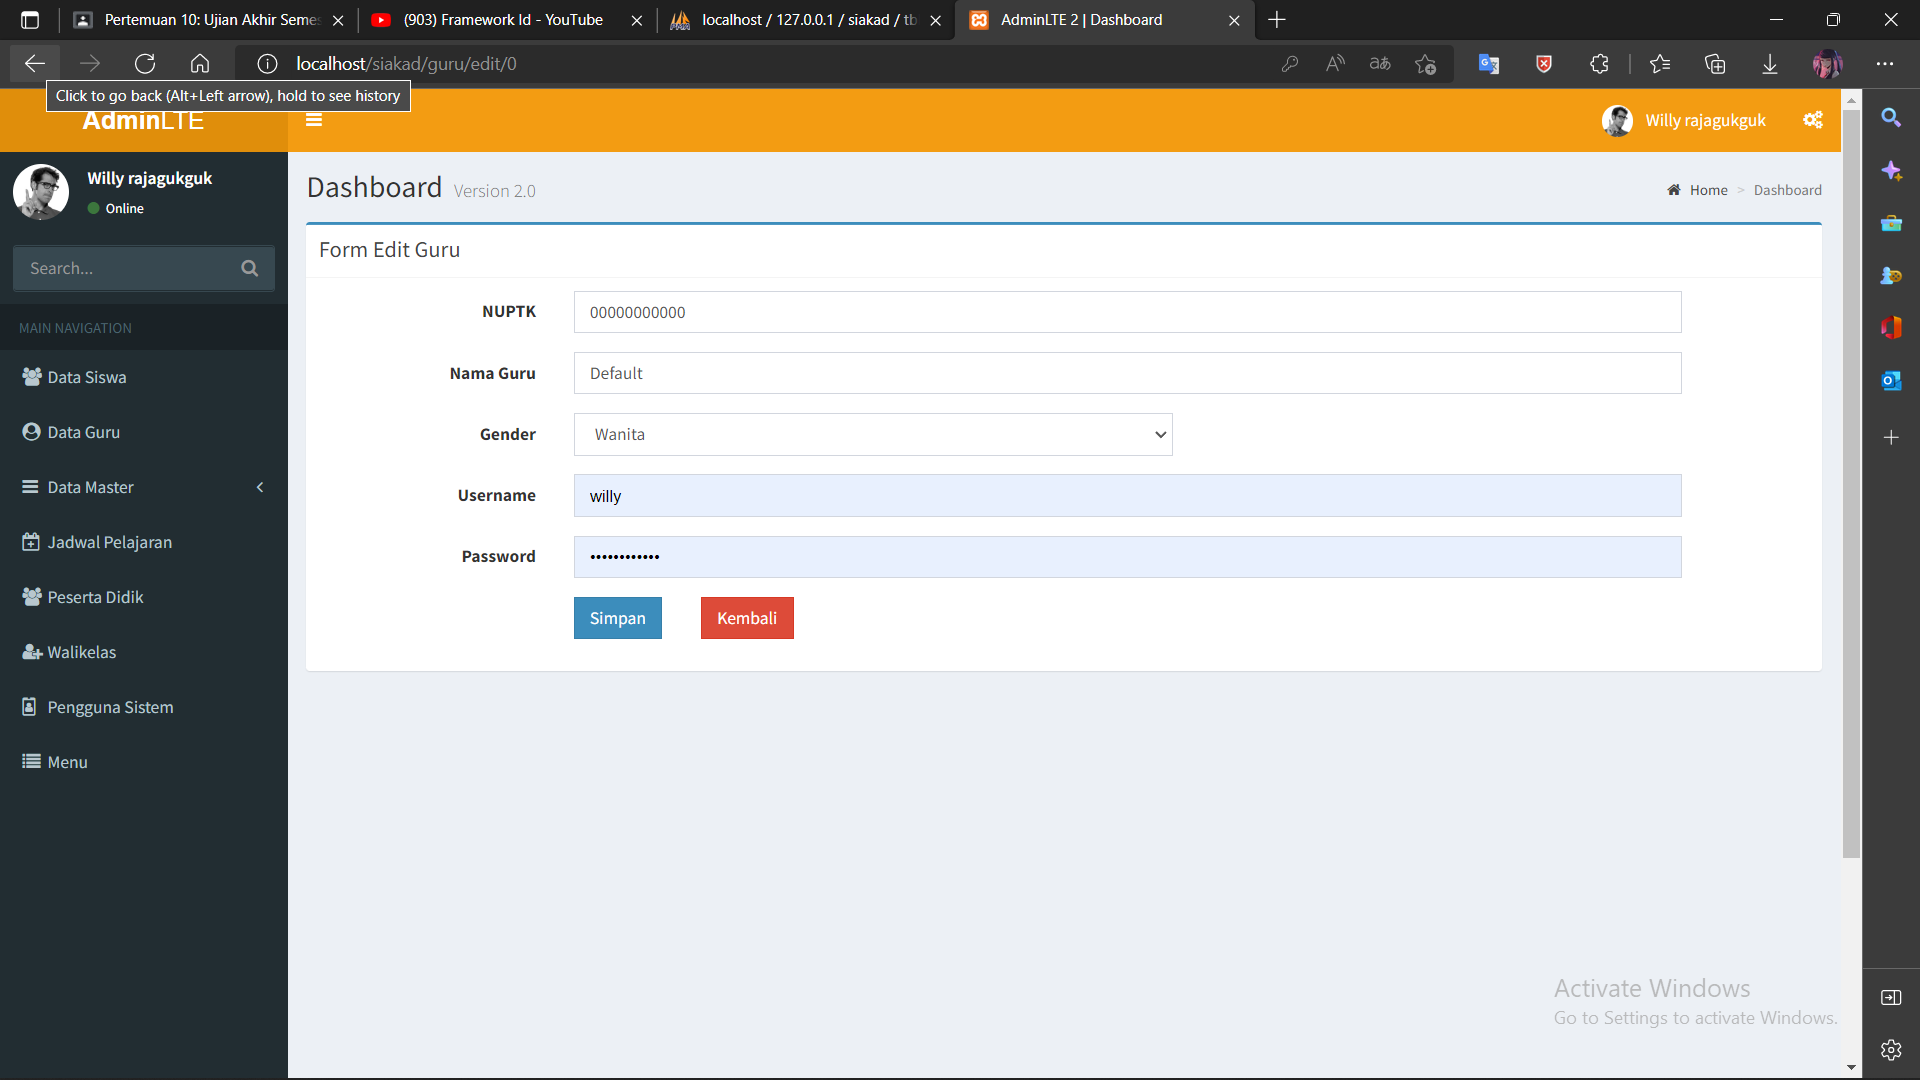 Pertemuan 10: Ujian Akhir Semes
(903) Framework Id - YouTube
localhost / 127.0.0.1 / siakad / tb
AdminLTE 2 | Dashboard
localhost/siakad/guru/edit/0
Click to go back (Alt+Left arrow), hold to see history
AdminLTE
Willy rajagukguk
Willy rajagukguk
Online
Dashboard Version 2.0
Home > Dashboard
Search...
Form Edit Guru
MAIN NAVIGATION
Data Siswa
Data Guru
Data Master
Jadwal Pelajaran
Peserta Didik
Walikelas
Pengguna Sistem
Menu
NUPTK 00000000000
Nama Guru Default
Gender Wanita
Username willy
Password ••••••••••••
Simpan Kembali
Activate Windows
Go to Settings to activate Windows.